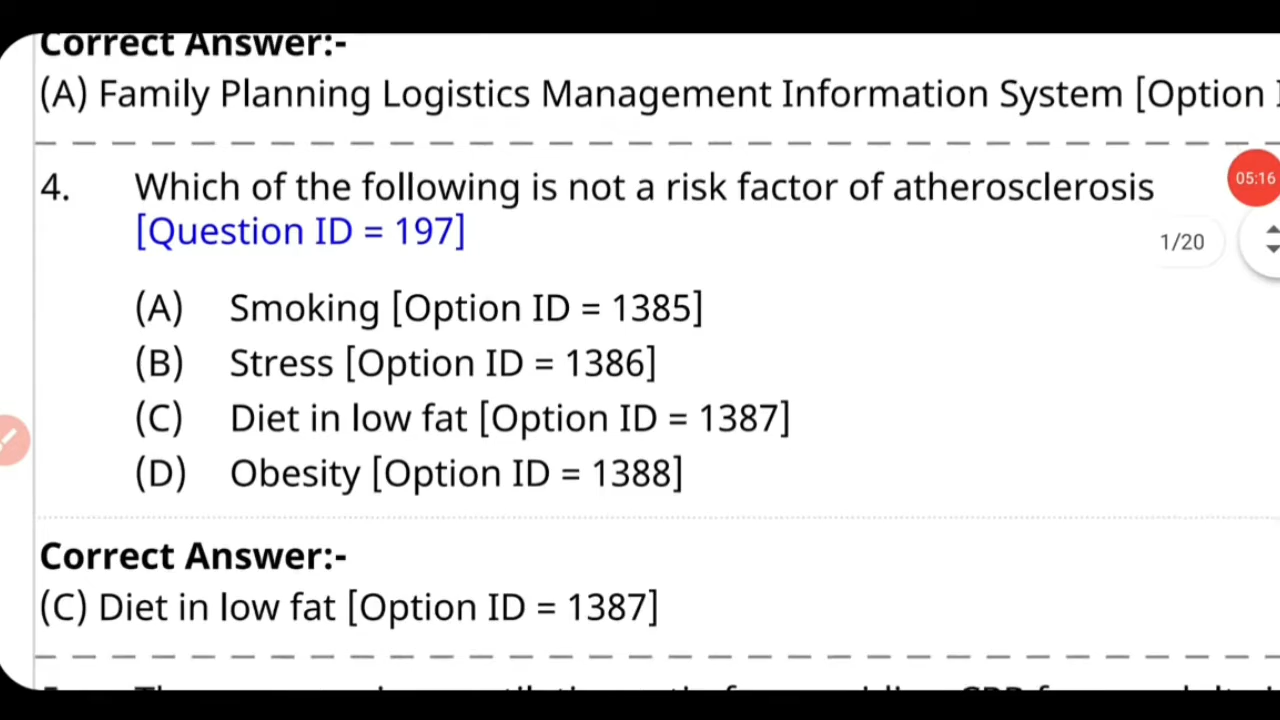 Correct Answer:-
(A) Family Planning Logistics Management Information System [Option
4. Which of the following is not a risk factor of atherosclerosis
05:16
[Question ID = 197]
1/20
(A) Smoking [Option ID = 1385]
(B) Stress [Option ID = 1386]
(C) Diet in low fat [Option ID = 1387]
(D) Obesity [Option ID = 1388]
Correct Answer:-
(C) Diet in low fat [Option ID = 1387]